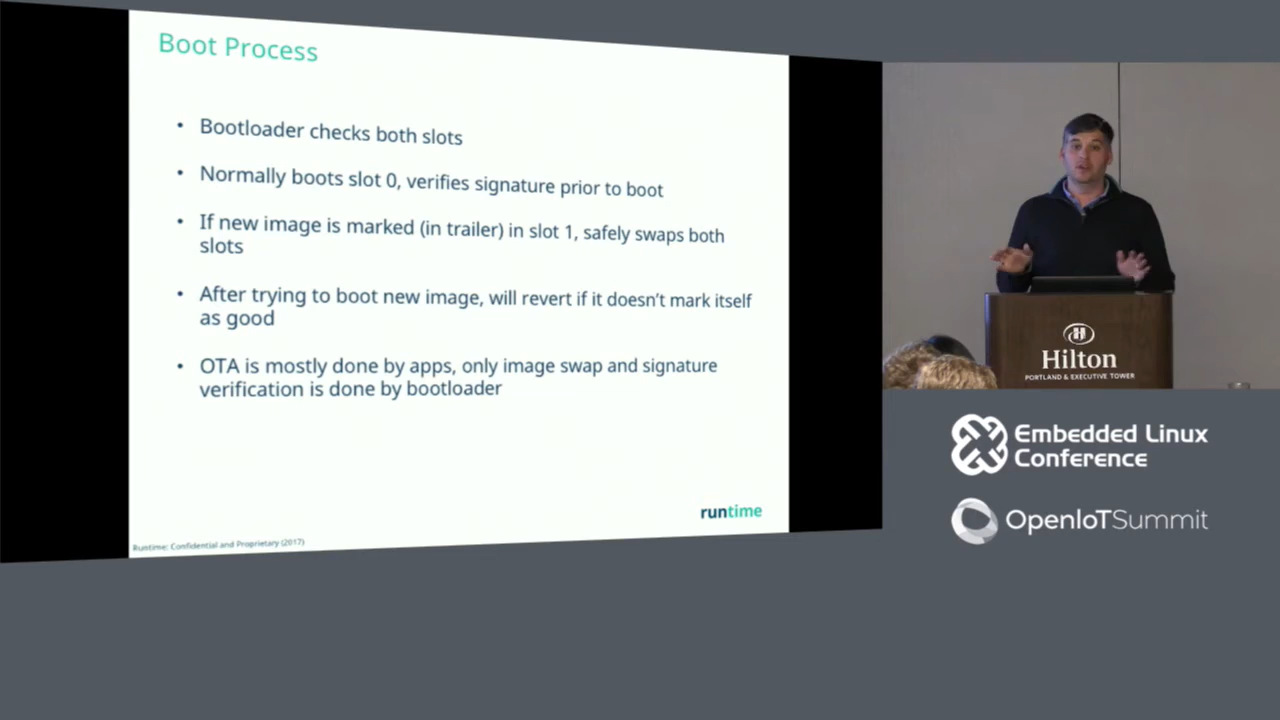 Boot Process
• Bootloader checks both slots
• Normally boots slot 0, verifies signature prior to boot
• If new image is marked (in trailer) in slot 1, safely swaps both
slots
• After trying to boot new image, will revert if it doesn't mark itself
as good
• OTA is mostly done by apps, only image swap and signature
verification is done by bootloader
runtime
Runtime: Confidential and Proprietary (2017)
Hilton
PORTLAND & EXECUTIVE TOWER
Embedded Linux
Conference
OpenIoTSummit